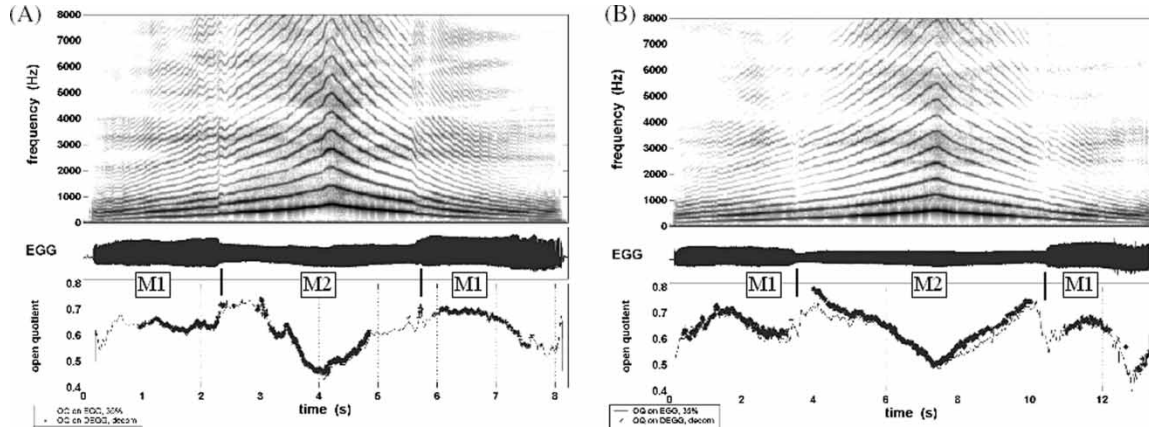 (A)
8000
7000
6000
5000
4000
3000
2000
1000
0
frequency (Hz)
EGG
M1 M2 M1
0.8
0.7
0.6
0.5
0.4
open quotient
0 1 2 3 4 5 6 7 8
time (s)
OQ on EGG, 35%
OQ on DEGG, decom
(B)
8000
7000
6000
5000
4000
3000
2000
1000
0
frequency (Hz)
EGG
M1 M2 M1
0.8
0.7
0.6
0.5
0.4
open quotient
0 2 4 6 8 10 12
time (s)
OQ on EGG, 35%
OQ on DEGG, decom